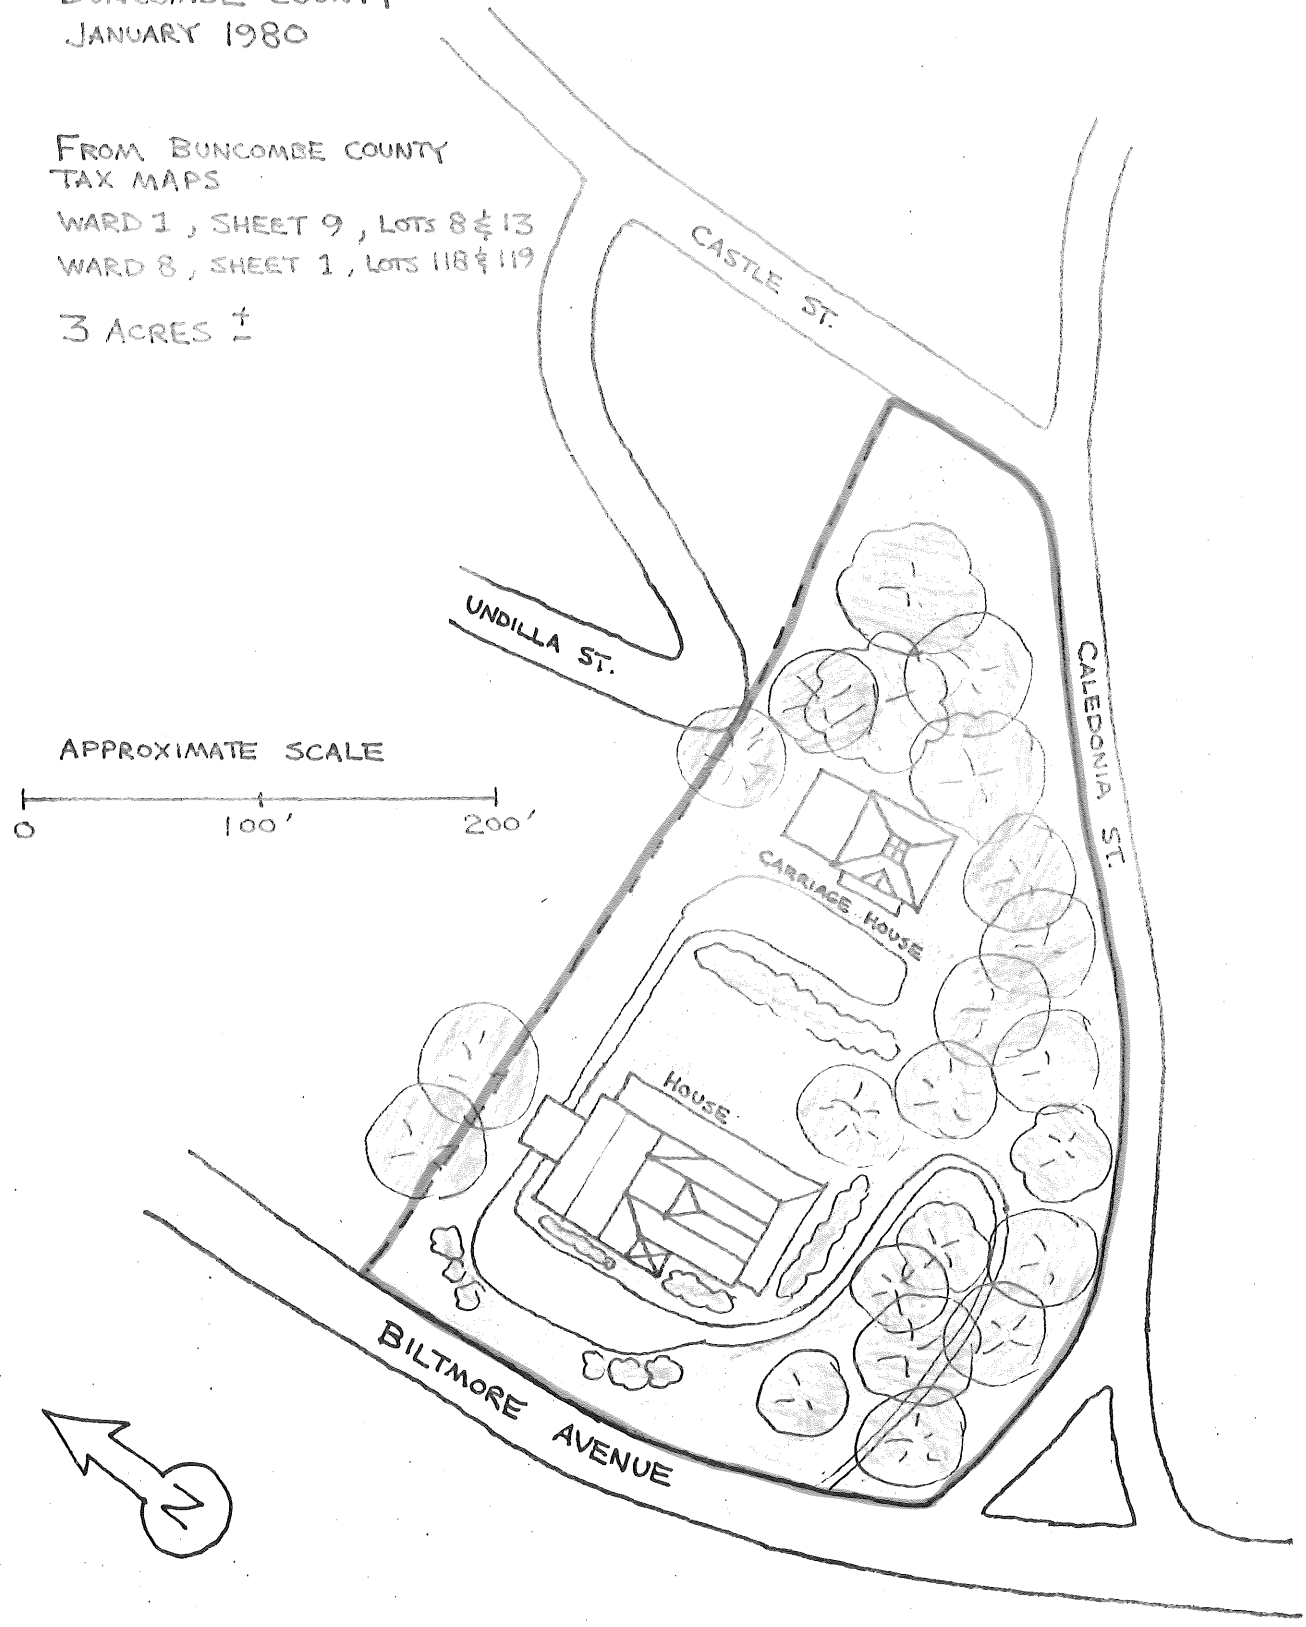 BUNCOMBE COUNTY
JANUARY 1980
FROM BUNCOMBE COUNTY
TAX MAPS
WARD 1, SHEET 9, LOTS 8 & 13
WARD 8, SHEET 1, LOTS 118 & 119
3 ACRES ±
CASTLE ST.
UNDILLA ST.
CALEDONIA ST.
APPROXIMATE SCALE
0 100' 200'
CARRIAGE HOUSE
HOUSE
BILTMORE AVENUE
N